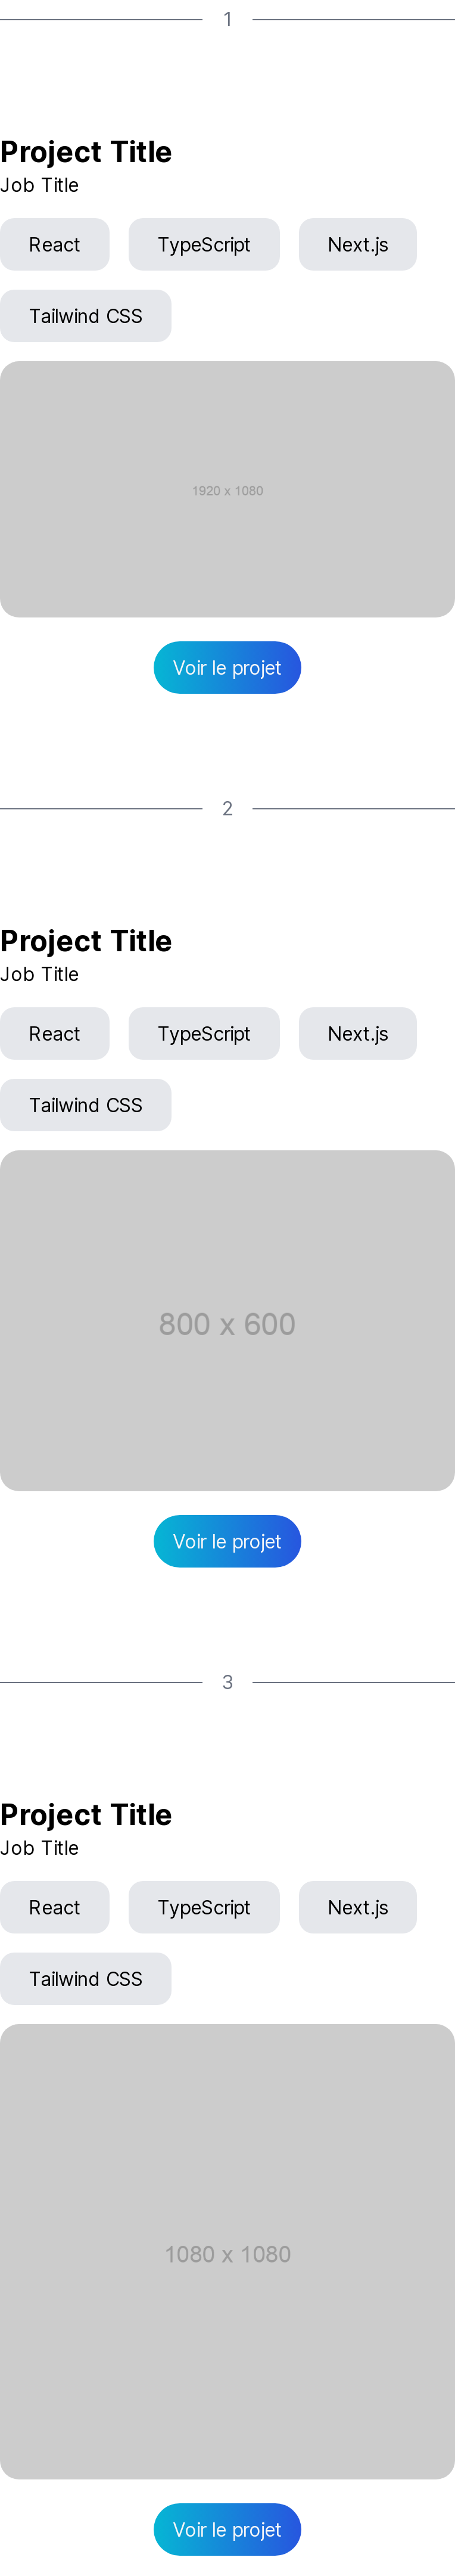 1
Project Title
Job Title
React TypeScript Next.js
Tailwind CSS
1920 x 1080
Voir le projet
2
Project Title
Job Title
React TypeScript Next.js
Tailwind CSS
800 x 600
Voir le projet
3
Project Title
Job Title
React TypeScript Next.js
Tailwind CSS
1080 x 1080
Voir le projet